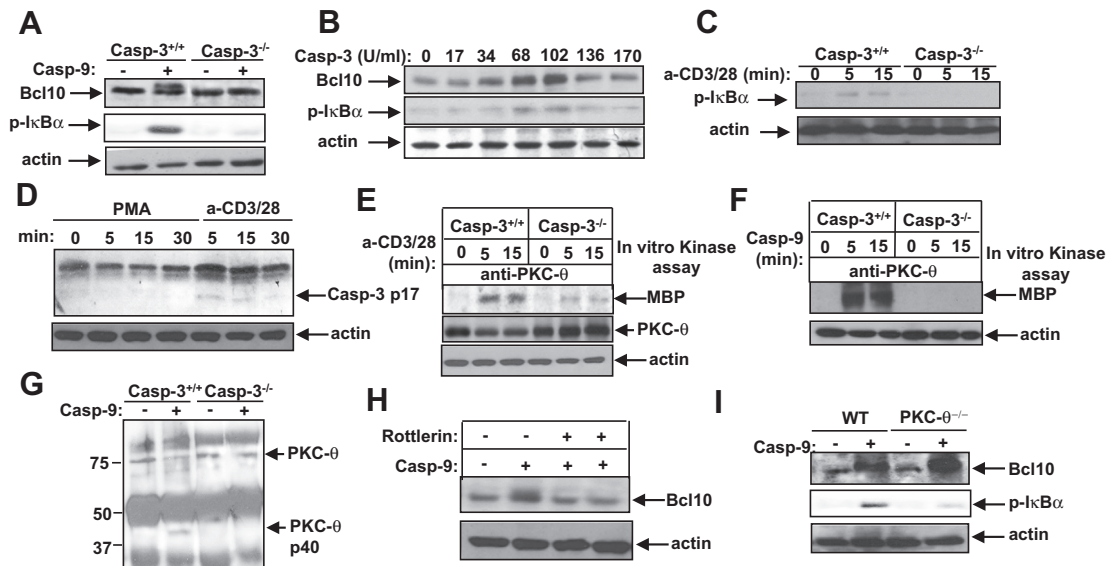 A
Casp-3+/+ Casp-3-/-
Casp-9: - + - +
Bcl10
p-IκBα
actin
B
Casp-3 (U/ml) 0 17 34 68 102 136 170
Bcl10
p-IκBα
actin
C
Casp-3+/+ Casp-3-/-
a-CD3/28 (min): 0 5 15 0 5 15
p-IκBα
actin
D
PMA a-CD3/28
min: 0 5 15 30 5 15 30
Casp-3 p17
actin
E
Casp-3+/+ Casp-3-/-
a-CD3/28 (min): 0 5 15 0 5 15
In vitro Kinase assay
anti-PKC-θ
MBP
PKC-θ
actin
F
Casp-3+/+ Casp-3-/-
Casp-9 (min): 0 5 15 0 5 15
In vitro Kinase assay
anti-PKC-θ
MBP
actin
G
Casp-3+/+ Casp-3-/-
Casp-9: - + - +
75
50
37
PKC-θ
PKC-θ p40
H
Rottlerin: - - + +
Casp-9: - + + +
Bcl10
actin
I
WT PKC-θ−/−
Casp-9: - + - +
Bcl10
p-IκBα
actin